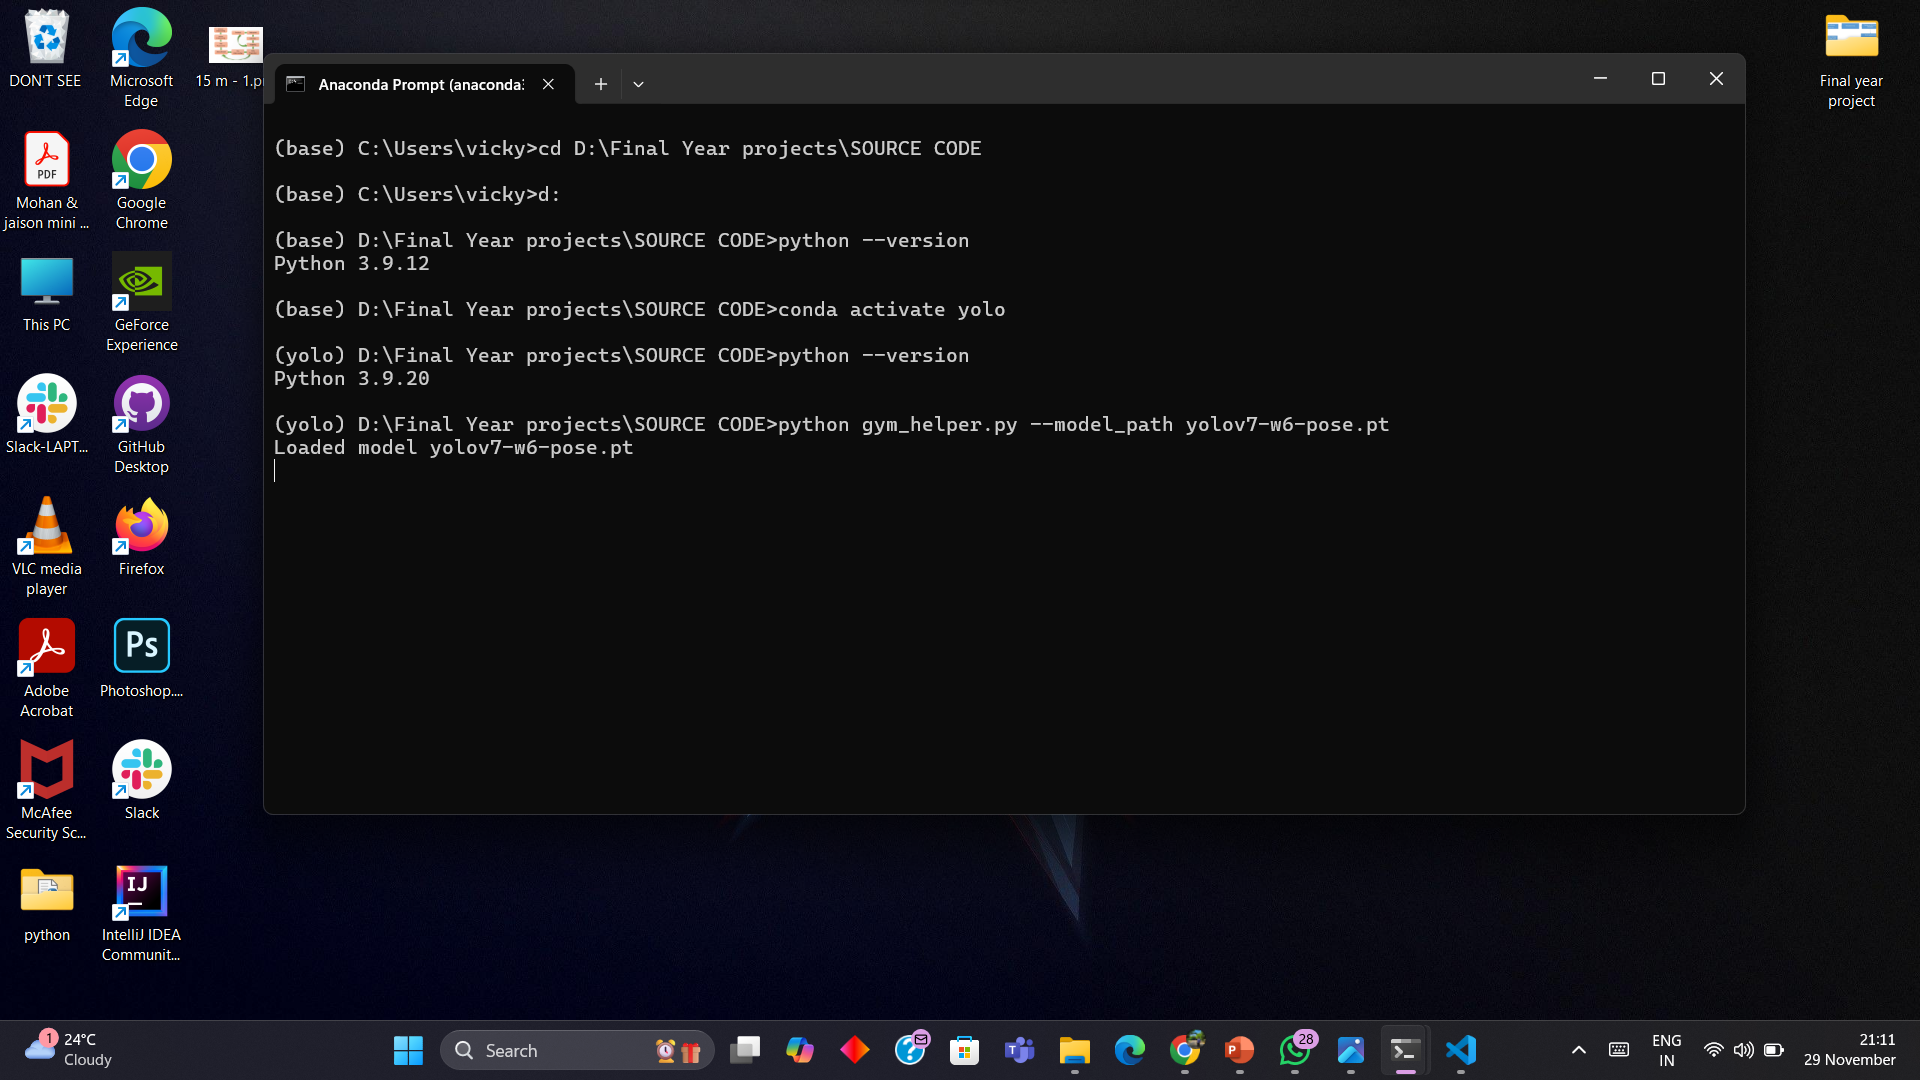 DON'T SEE
Microsoft
Edge
15 m - 1.p
Mohan &
jaison mini ...
PDF
Google
Chrome
This PC
GeForce
Experience
Slack-LAPT...
GitHub
Desktop
VLC media
player
Firefox
Adobe
Acrobat
Ps
Photoshop....
McAfee
Security Sc...
Slack
python
IJ
IntelliJ IDEA
Communit...
Final year
project
Anaconda Prompt (anaconda:
(base) C:\Users\vicky>cd D:\Final Year projects\SOURCE CODE
(base) C:\Users\vicky>d:
(base) D:\Final Year projects\SOURCE CODE>python --version
Python 3.9.12
(base) D:\Final Year projects\SOURCE CODE>conda activate yolo
(yolo) D:\Final Year projects\SOURCE CODE>python --version
Python 3.9.20
(yolo) D:\Final Year projects\SOURCE CODE>python gym_helper.py --model_path yolov7-w6-pose.pt
Loaded model yolov7-w6-pose.pt
1
24°C
Cloudy
Search
28
ENG
IN
21:11
29 November